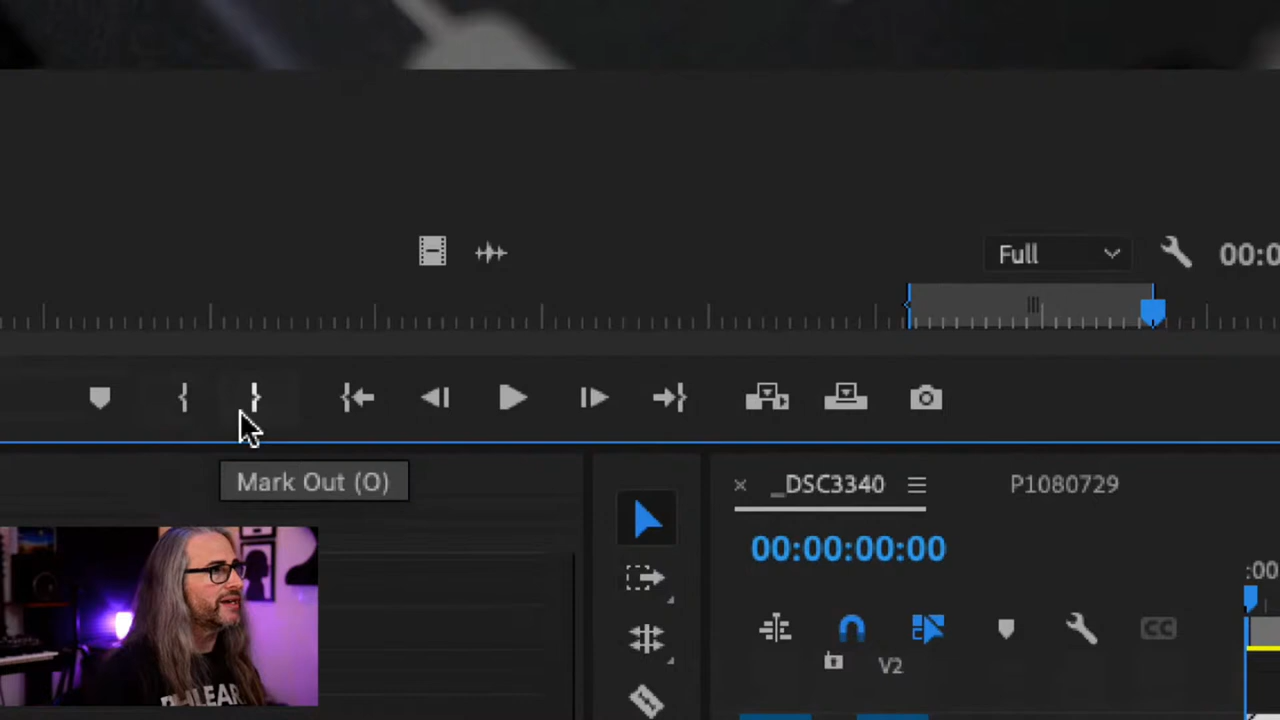 Full
00:0
Mark Out (O)
× _DSC3340
P1080729
00:00:00:00
:00
CC
V2